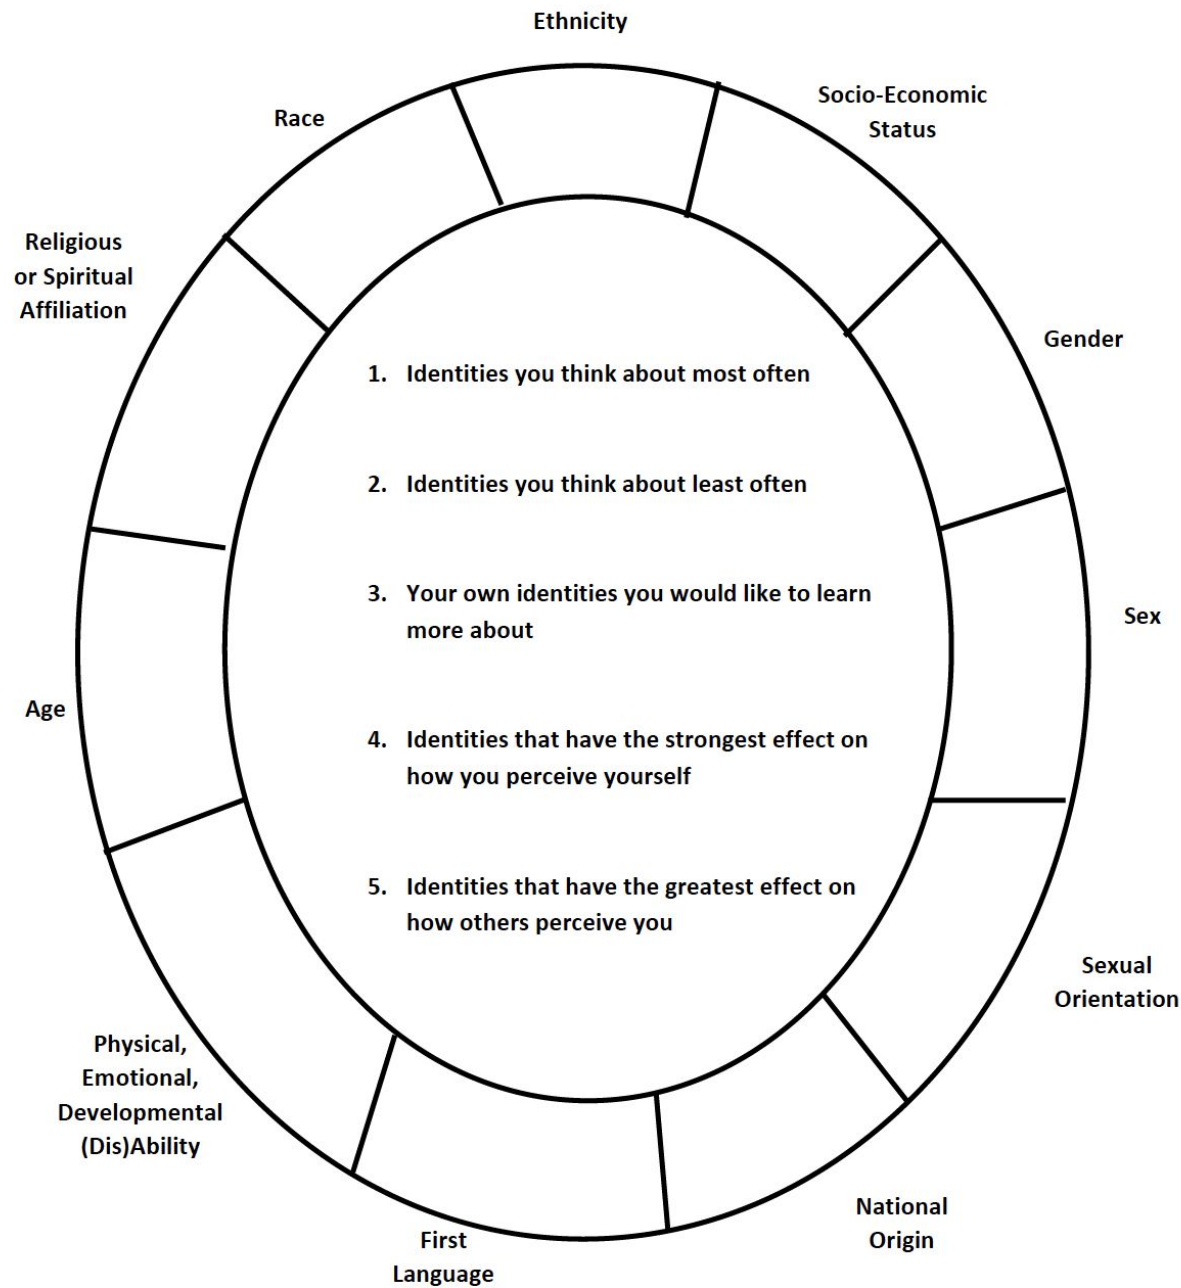 Ethnicity
Socio-Economic
Status
Race
Religious
or Spiritual
Affiliation
Gender
1. Identities you think about most often
2. Identities you think about least often
3. Your own identities you would like to learn
more about
Sex
Age
4. Identities that have the strongest effect on
how you perceive yourself
5. Identities that have the greatest effect on
how others perceive you
Sexual
Orientation
Physical,
Emotional,
Developmental
(Dis)Ability
National
Origin
First
Language